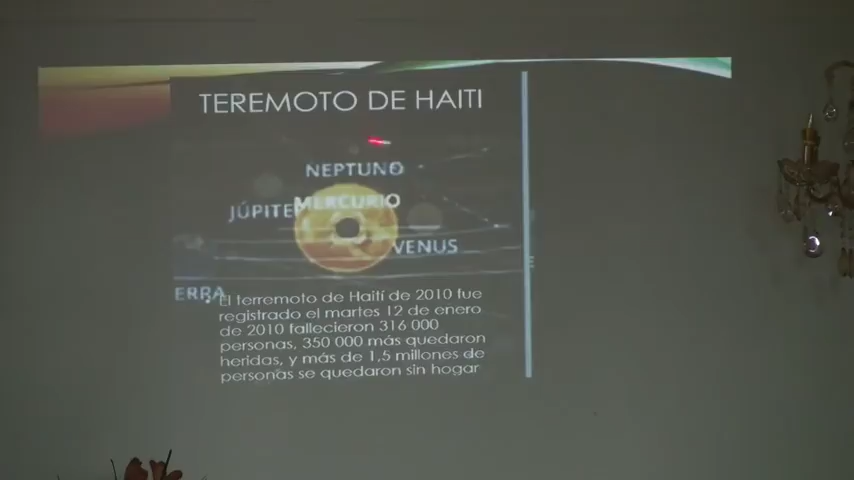 TEREMOTO DE HAITI
NEPTUNO
MERCURIO
JÚPITE
VENUS
ERRA
El terremoto de Haití de 2010 fue
registrado el martes 12 de enero
de 2010 fallecieron 316 000
personas, 350 000 más quedaron
heridas, y más de 1,5 millones de
personas se quedaron sin hogar